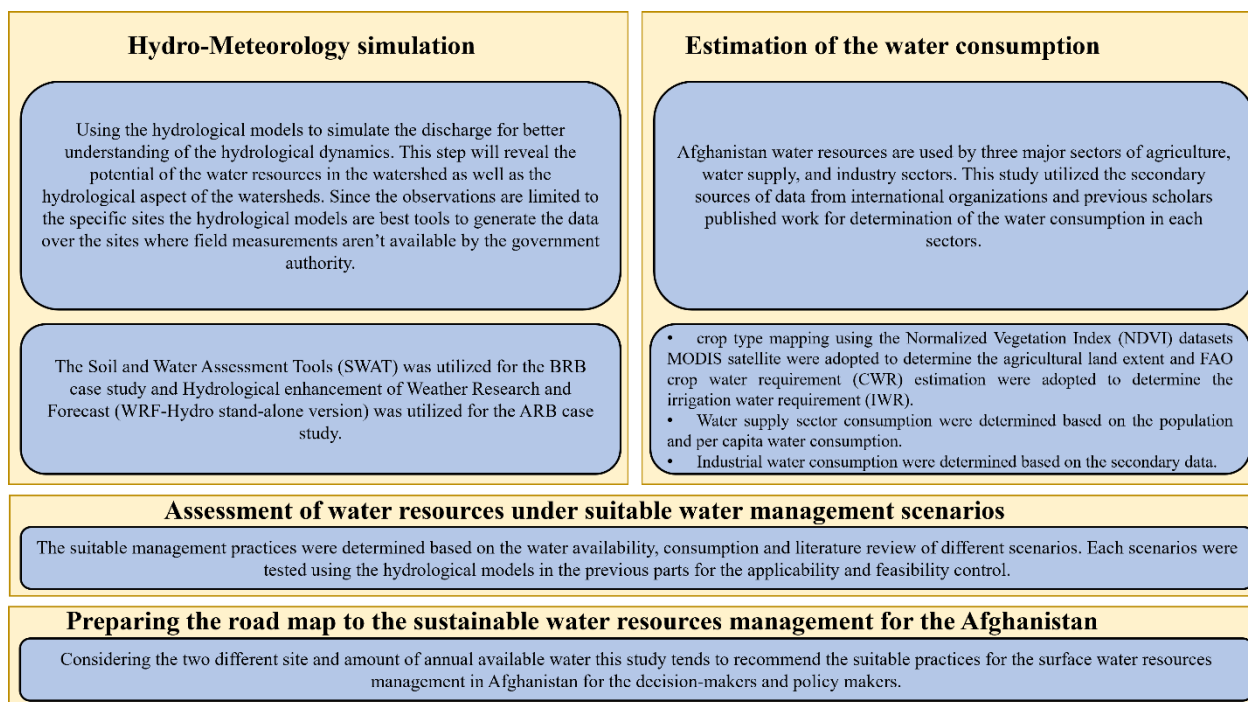 Hydro-Meteorology simulation
Using the hydrological models to simulate the discharge for better
understanding of the hydrological dynamics. This step will reveal the
potential of the water resources in the watershed as well as the
hydrological aspect of the watersheds. Since the observations are limited to
the specific sites the hydrological models are best tools to generate the data
over the sites where field measurements aren't available by the government
authority.
The Soil and Water Assessment Tools (SWAT) was utilized for the BRB
case study and Hydrological enhancement of Weather Research and
Forecast (WRF-Hydro stand-alone version) was utilized for the ARB case
study.
Estimation of the water consumption
Afghanistan water resources are used by three major sectors of agriculture,
water supply, and industry sectors. This study utilized the secondary
sources of data from international organizations and previous scholars
published work for determination of the water consumption in each
sectors.
• crop type mapping using the Normalized Vegetation Index (NDVI) datasets
MODIS satellite were adopted to determine the agricultural land extent and FAO
crop water requirement (CWR) estimation were adopted to determine the
irrigation water requirement (IWR).
• Water supply sector consumption were determined based on the population
and per capita water consumption.
• Industrial water consumption were determined based on the secondary data.
Assessment of water resources under suitable water management scenarios
The suitable management practices were determined based on the water availability, consumption and literature review of different scenarios. Each scenarios were
tested using the hydrological models in the previous parts for the applicability and feasibility control.
Preparing the road map to the sustainable water resources management for the Afghanistan
Considering the two different site and amount of annual available water this study tends to recommend the suitable practices for the surface water resources
management in Afghanistan for the decision-makers and policy makers.